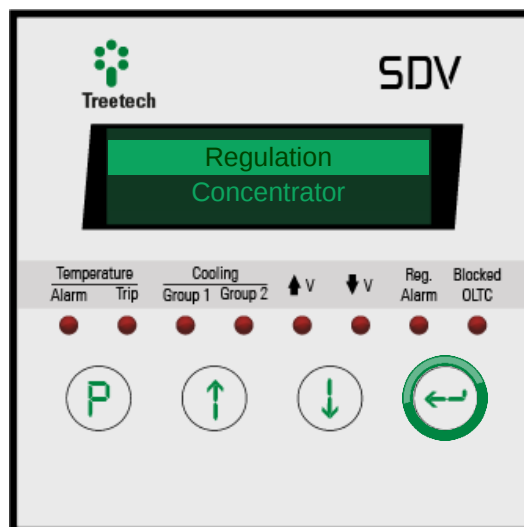 Treetech
SDV
Regulation
Concentrator
Temperature
Alarm Trip
Cooling
Group 1 Group 2
V
V
Reg.
Alarm
Blocked
OLTC
P